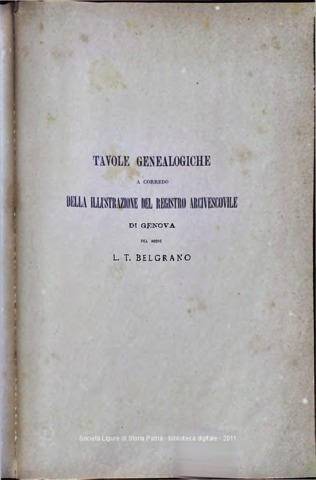 TAVOLE GENEALOGICHE
A CORREDO
DELLA ILLUSTRAZIONE DEL REGISTRO ARCIVESCOVILE
DI GENOVA
DEL SOCIO
L. T. BELGRANO
Società Ligure di Storia Patria - biblioteca digitale - 2011